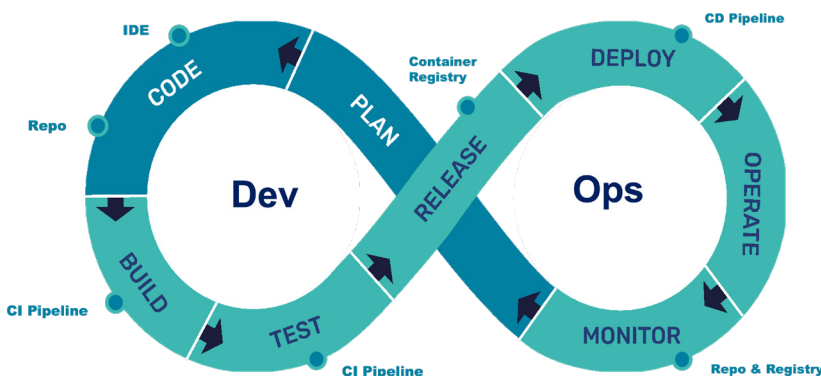 IDE
CD Pipeline
CODE
DEPLOY
Container
Registry
PLAN
Repo
Dev
RELEASE
Ops
OPERATE
BUILD
CI Pipeline
TEST
MONITOR
CI Pipeline
Repo & Registry